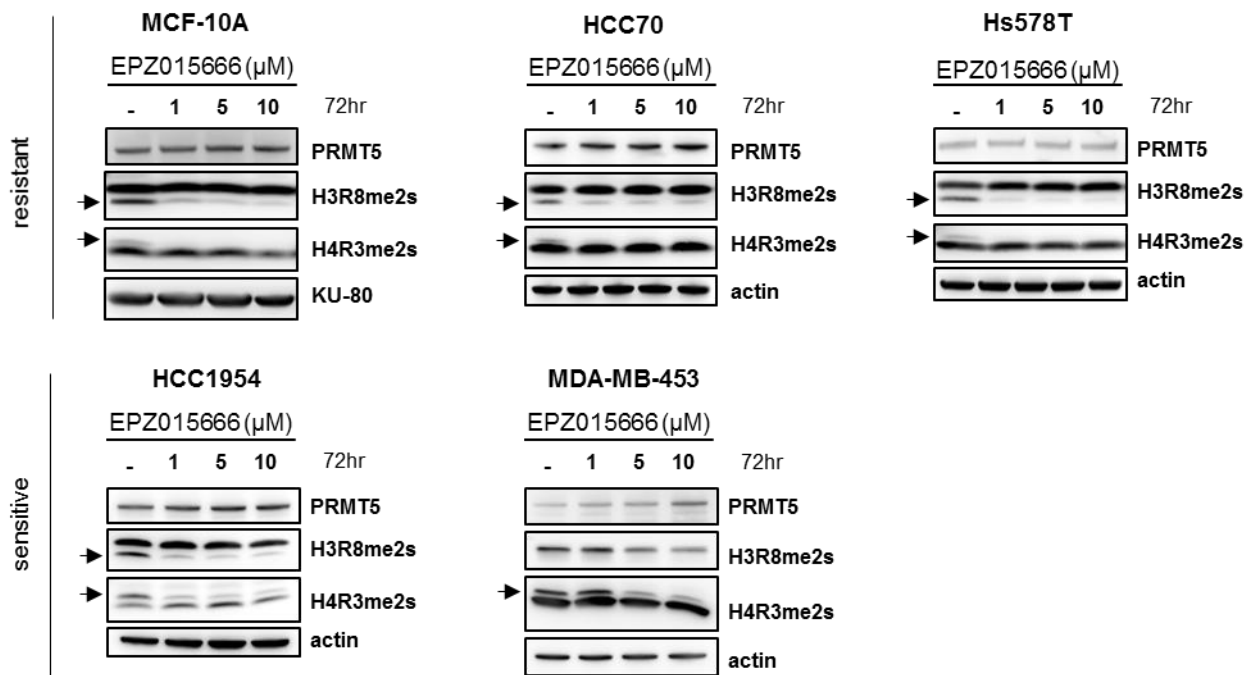 resistant
MCF-10A
EPZ015666 (µM)
- 1 5 10 72hr
PRMT5
H3R8me2s
H4R3me2s
KU-80
HCC70
EPZ015666 (µM)
- 1 5 10 72hr
PRMT5
H3R8me2s
H4R3me2s
actin
Hs578T
EPZ015666 (µM)
- 1 5 10 72hr
PRMT5
H3R8me2s
H4R3me2s
actin
sensitive
HCC1954
EPZ015666 (µM)
- 1 5 10 72hr
PRMT5
H3R8me2s
H4R3me2s
actin
MDA-MB-453
EPZ015666 (µM)
- 1 5 10 72hr
PRMT5
H3R8me2s
H4R3me2s
actin